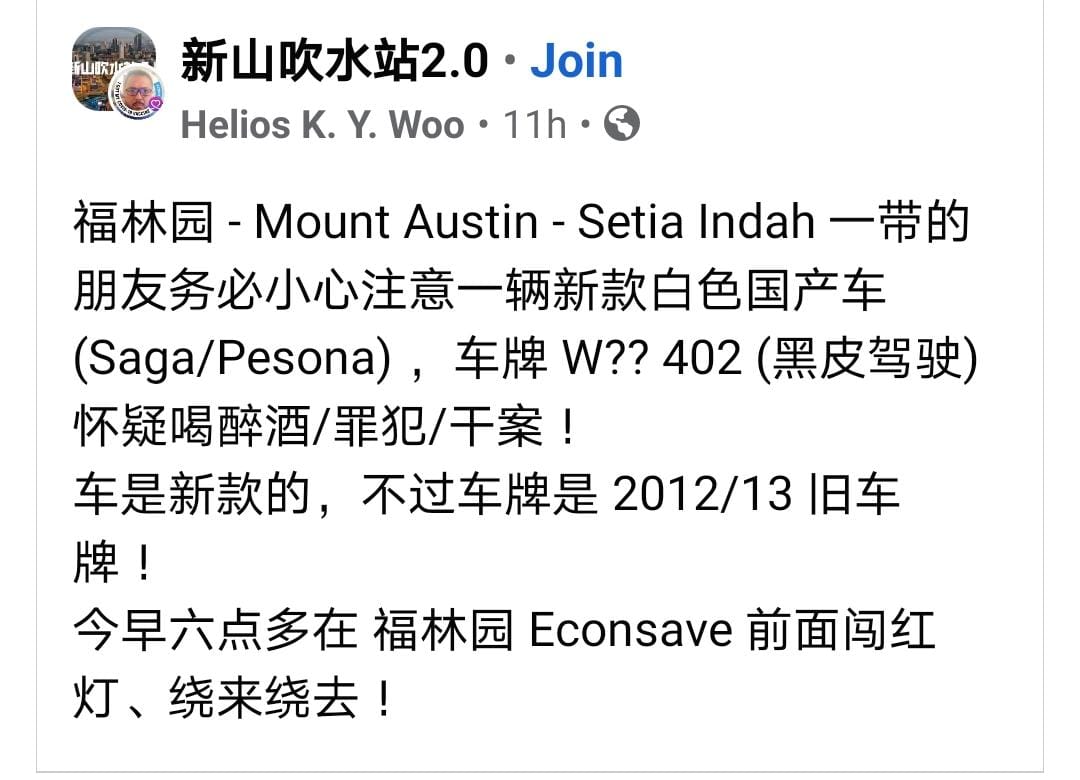 新山吹水站2.0 · Join
Helios K. Y. Woo · 11h ·
福林园 - Mount Austin - Setia Indah 一带的
朋友务必小心注意一辆新款白色国产车
(Saga/Pesona) ，车牌 W?? 402 (黑皮驾驶)
怀疑喝醉酒/罪犯/干案！
车是新款的，不过车牌是 2012/13 旧车
牌！
今早六点多在 福林园 Econsave 前面闯红
灯、绕来绕去！